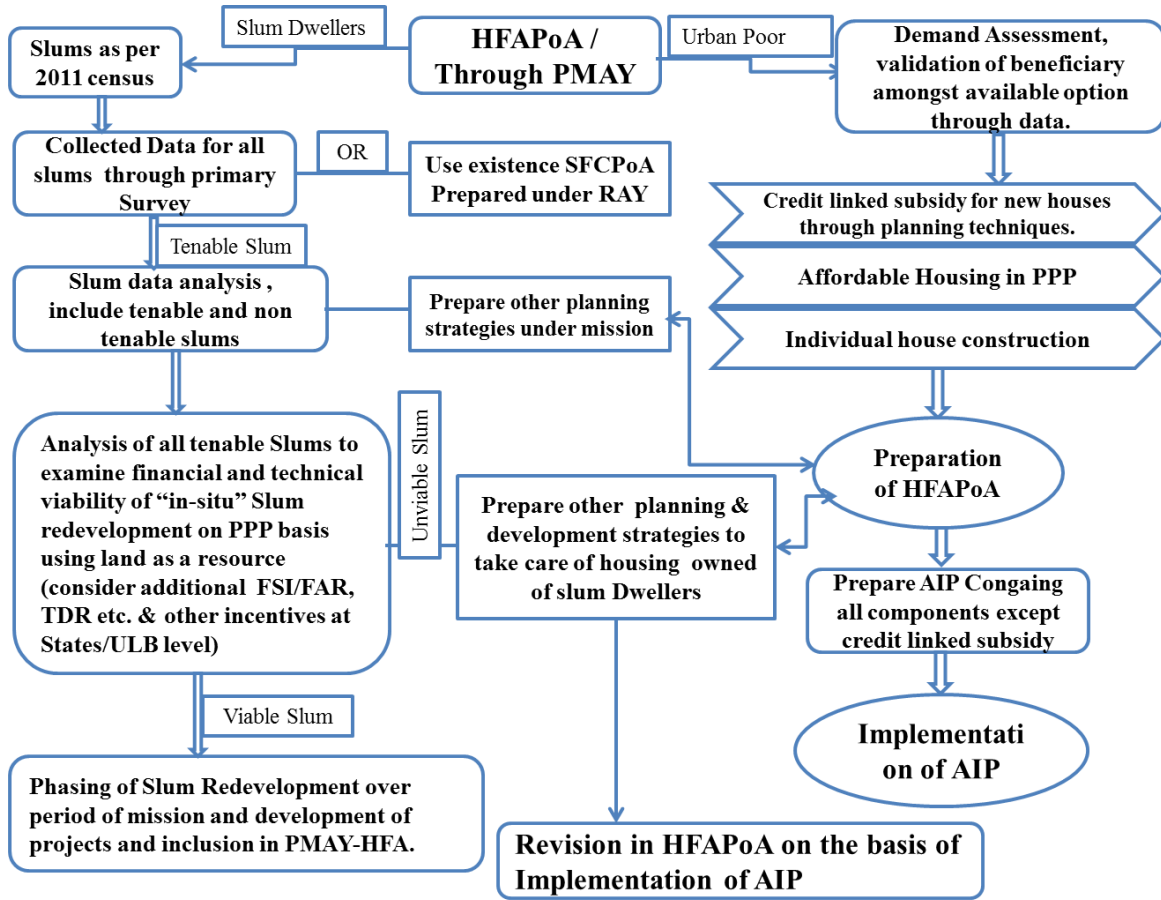 Slum Dwellers
HFAPoA /
Through PMAY
Urban Poor
Slums as per
2011 census
Demand Assessment,
validation of beneficiary
amongst available option
through data.
Collected Data for all
slums through primary
Survey
OR
Use existence SFCPoA
Prepared under RAY
Credit linked subsidy for new houses
through planning techniques.
Tenable Slum
Affordable Housing in PPP
Slum data analysis ,
include tenable and non
tenable slums
Prepare other planning
strategies under mission
Individual house construction
Analysis of all tenable Slums to
examine financial and technical
viability of “in-situ” Slum
redevelopment on PPP basis
using land as a resource
(consider additional FSI/FAR,
TDR etc. & other incentives at
States/ULB level)
Unviable Slum
Prepare other planning &
development strategies to
take care of housing owned
of slum Dwellers
Preparation
of HFAPoA
Prepare AIP Congaing
all components except
credit linked subsidy
Viable Slum
Implementati
on of AIP
Phasing of Slum Redevelopment over
period of mission and development of
projects and inclusion in PMAY-HFA.
Revision in HFAPoA on the basis of
Implementation of AIP